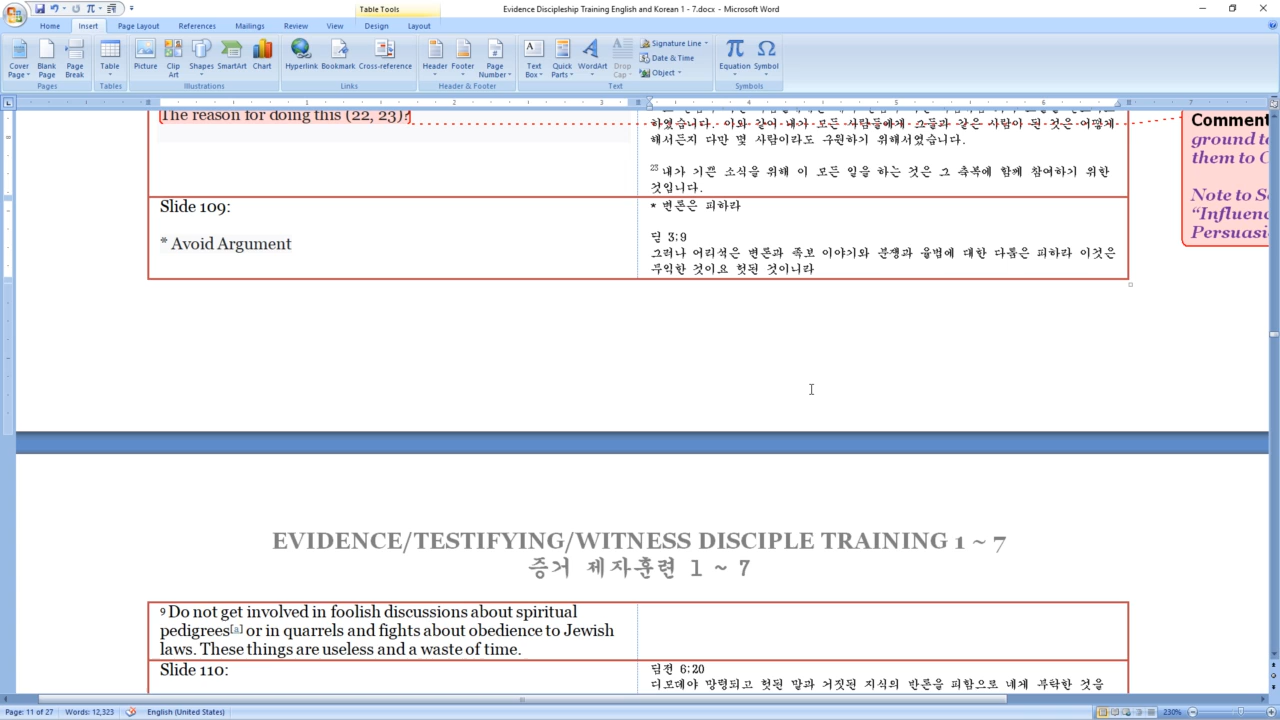 Table Tools
Evidence Discipleship Training English and Korean 1 - 7.docx - Microsoft Word
Home
Insert
Page Layout
References
Mailings
Review
View
Design
Layout
Cover Page
Blank Page
Page Break
Table
Picture
Clip Art
Shapes
SmartArt
Chart
Hyperlink
Bookmark
Cross-reference
Header
Footer
Page Number
Text Box
Quick Parts
WordArt
Drop Cap
Signature Line
Date & Time
Object
Equation
Symbol
Pages
Tables
Illustrations
Links
Header & Footer
Text
Symbols
The reason for doing this (22, 23)?
하였습니다. 이와 같이 내가 모든 사람들에게 그들과 같은 사람이 된 것은 어떻게
해서든지 다만 몇 사람이라도 구원하기 위해서였습니다.
23 내가 기쁜 소식을 위해 이 모든 일을 하는 것은 그 축복에 함께 참여하기 위한
것입니다.
Comment
ground to
them to C
Note to S
“Influenc
Persuasi
Slide 109:
* Avoid Argument
* 변론은 피하라
딛 3:9
그러나 어리석은 변론과 족보 이야기와 분쟁과 율법에 대한 다툼은 피하라 이것은
무익한 것이요 헛된 것이니라
EVIDENCE/TESTIFYING/WITNESS DISCIPLE TRAINING 1 ~ 7
증거 제자훈련 1 ~ 7
9 Do not get involved in foolish discussions about spiritual
pedigrees[a] or in quarrels and fights about obedience to Jewish
laws. These things are useless and a waste of time.
Slide 110:
딤전 6:20
디모데야 망령되고 헛된 말과 거짓된 지식의 반론을 피함으로 네게 부탁한 것을
Page: 11 of 27
Words: 12,323
English (United States)
230%